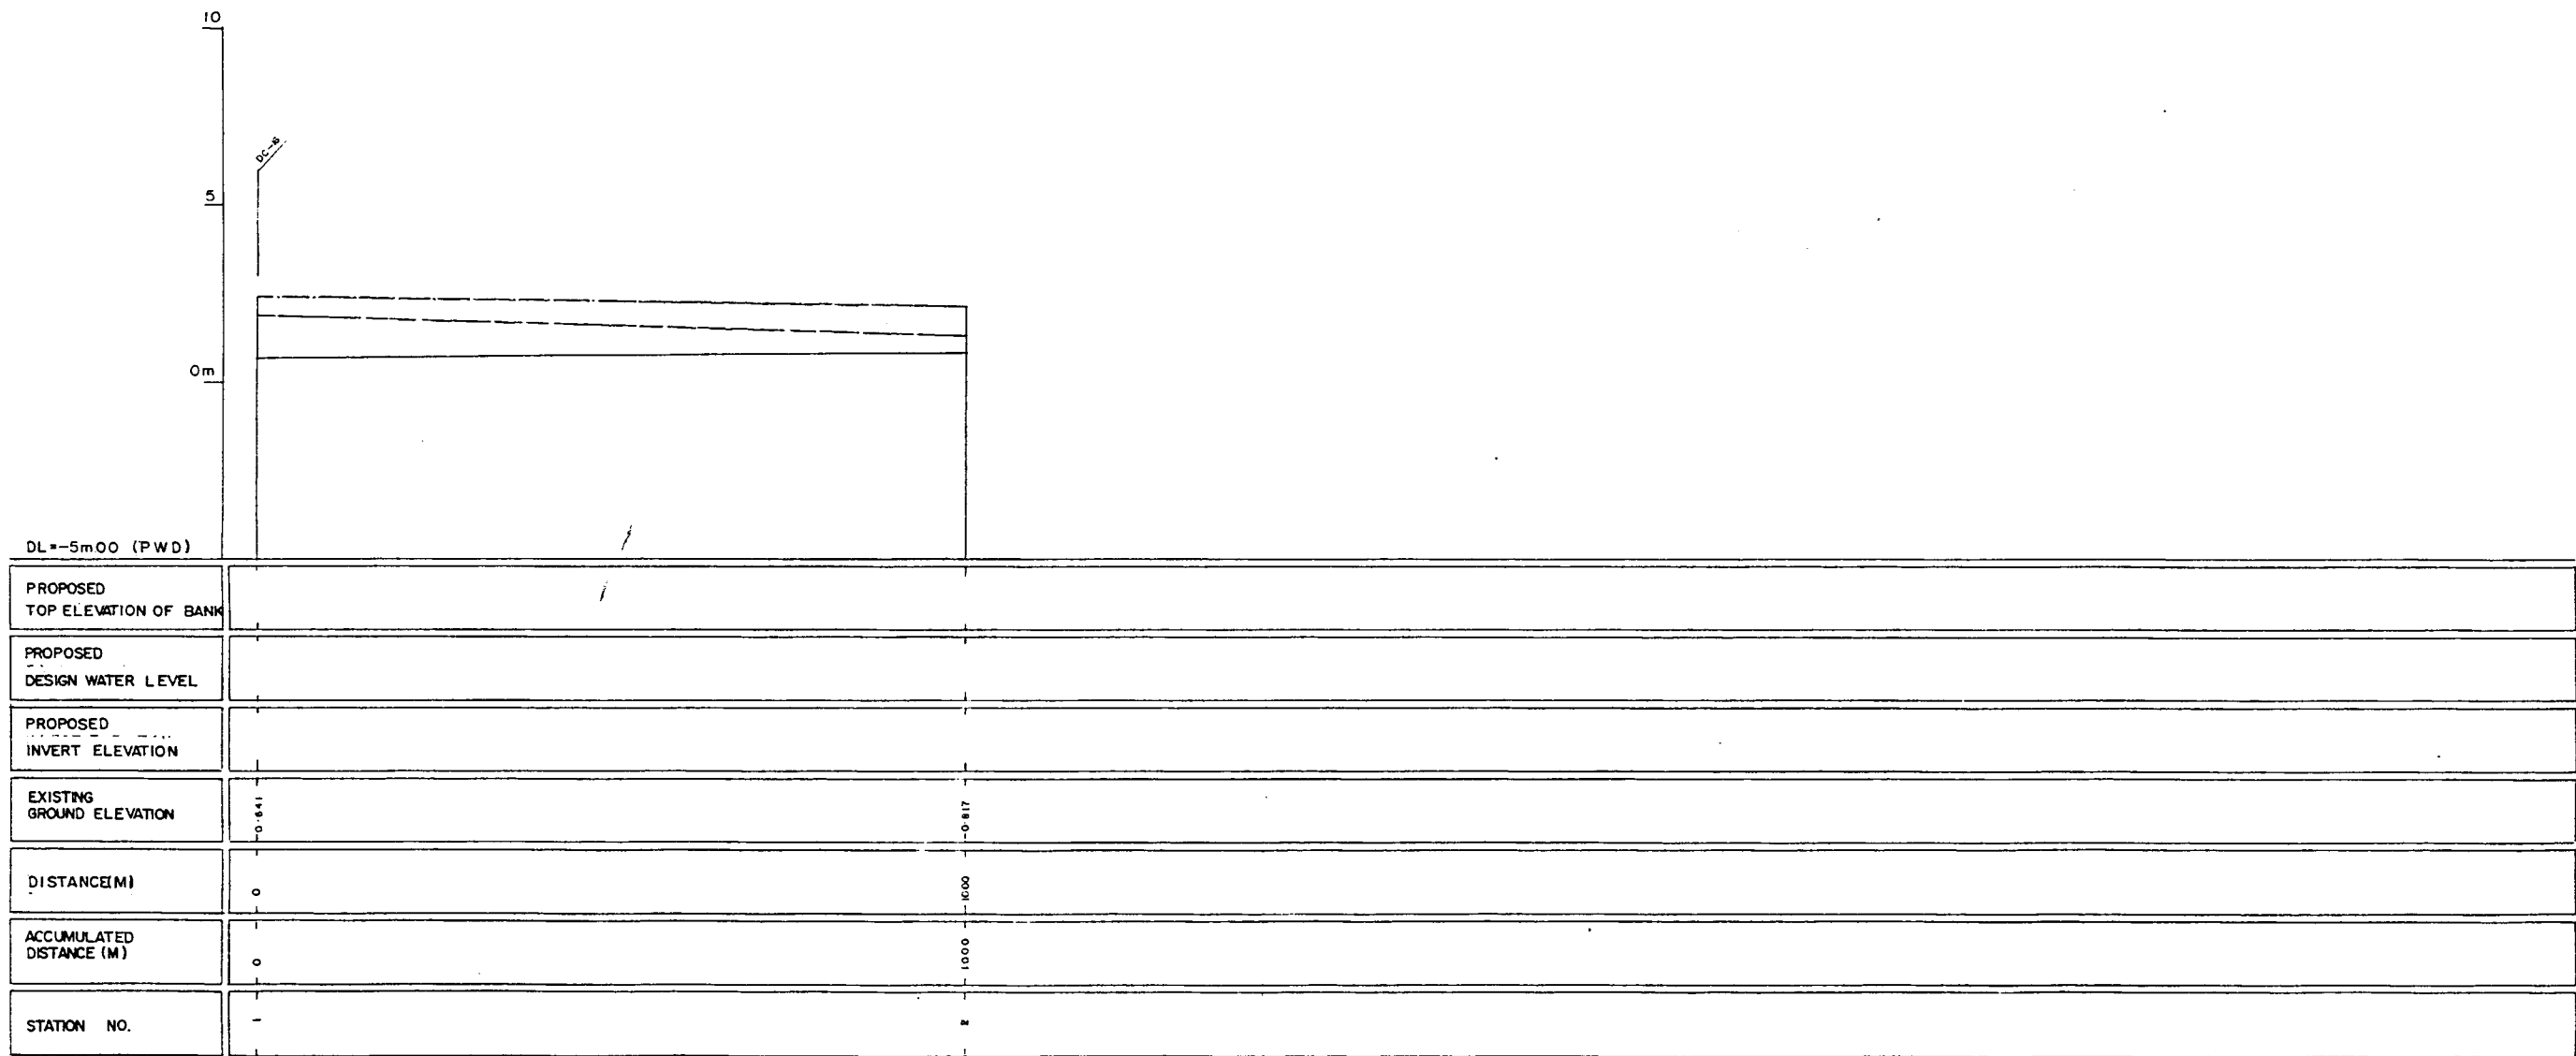 10
DC-8
5
0m
DL=-5m00 (PWD)
PROPOSED
TOP ELEVATION OF BANK
PROPOSED
DESIGN WATER LEVEL
PROPOSED
INVERT ELEVATION
EXISTING
GROUND ELEVATION
0.641
0.817
DISTANCE(M)
0
1000
ACCUMULATED
DISTANCE (M)
0
1000
STATION NO.
1
2